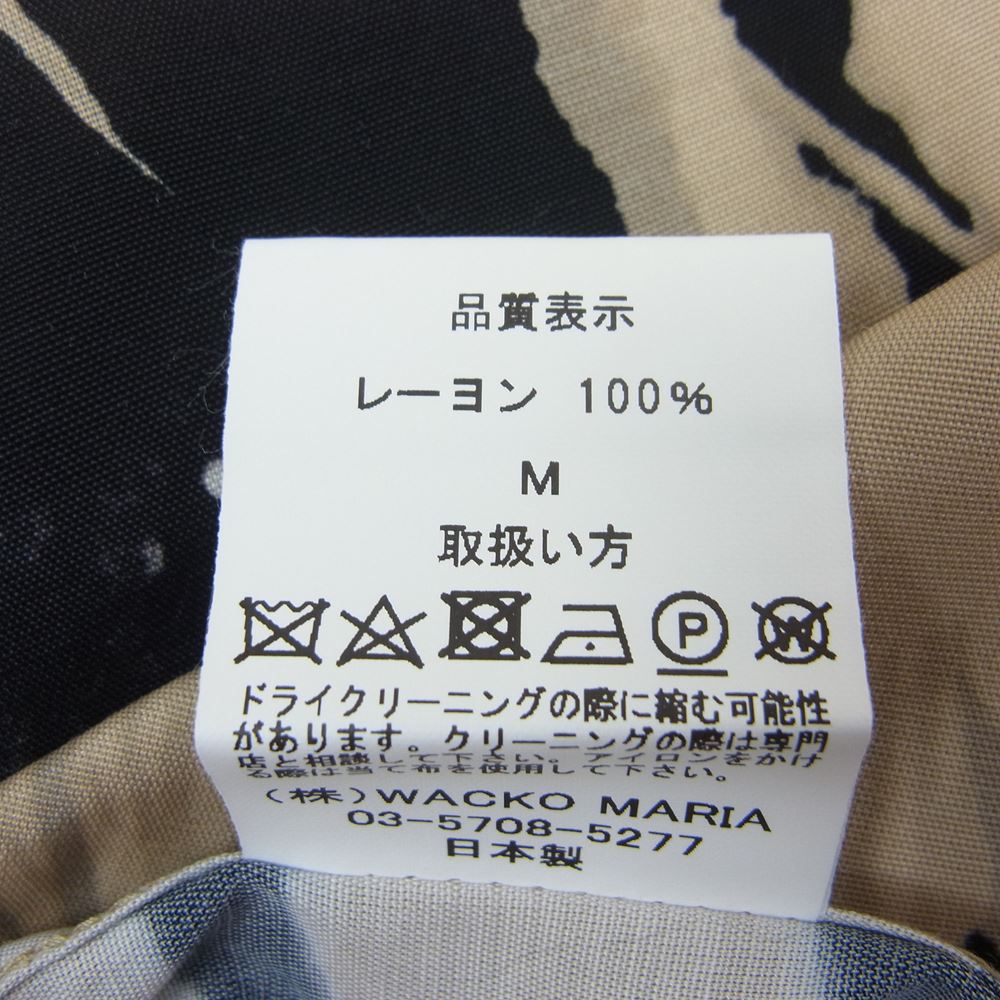 品質表示
レーヨン 100%
M
取扱い方
P W
ドライクリーニングの際に縮む可能性
があります。クリーニングの際は専門
店と相談して下さい。アイロンをかけ
る際は当て布を使用して下さい。
(株)WACKO MARIA
03-5708-5277
日本製